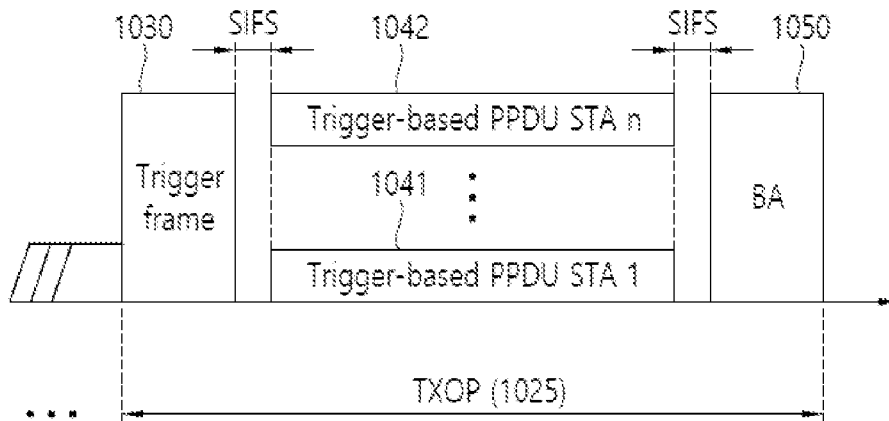 1030
SIFS
1042
SIFS
1050
Trigger-based PPDU STA n
Trigger
frame
1041
BA
Trigger-based PPDU STA 1
TXOP (1025)